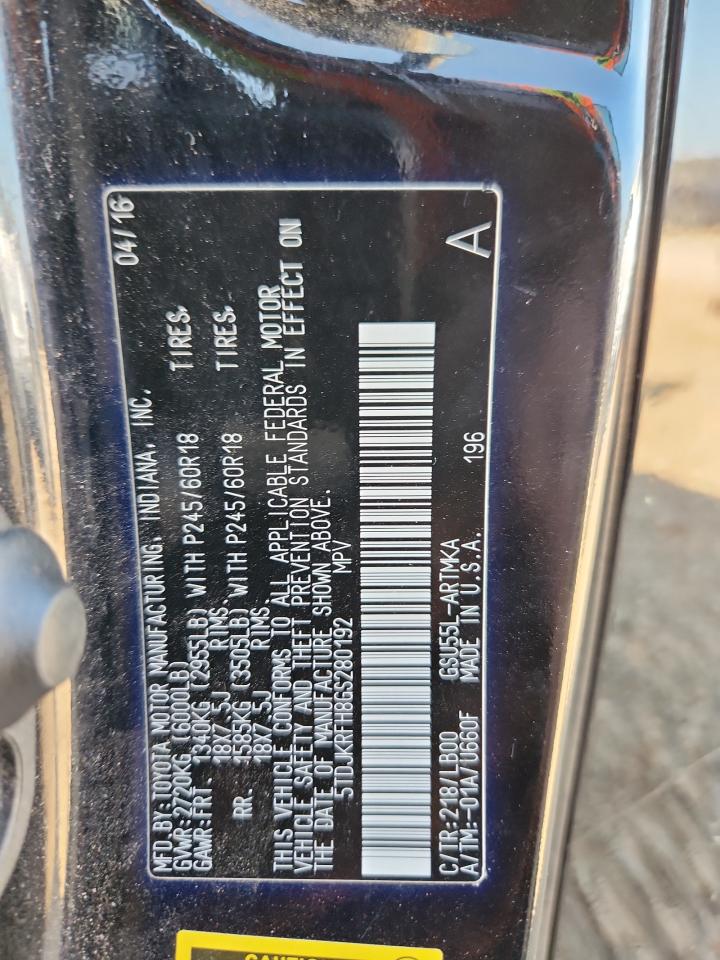 MFD.BY:TOYOTA MOTOR MANUFACTURING, INDIANA, INC. 04/16
GVWR:2720KG (6000LB)
GAWR:FRT 1340KG (2955LB) WITH P245/60R18 TIRES,
18X7.5J RIMS.
RR. 1585KG (3505LB) WITH P245/60R18 TIRES,
18X7.5J RIMS.
THIS VEHICLE CONFORMS TO ALL APPLICABLE FEDERAL MOTOR
VEHICLE SAFETY AND THEFT PREVENTION STANDARDS IN EFFECT ON
THE DATE OF MANUFACTURE SHOWN ABOVE.
5TDJKRFH8GS280192 MPV
C/TR:218/LB00 GSU55L-ARTMKA
A/TM:-01A/U660F MADE IN U.S.A. 196 A
CAUTION